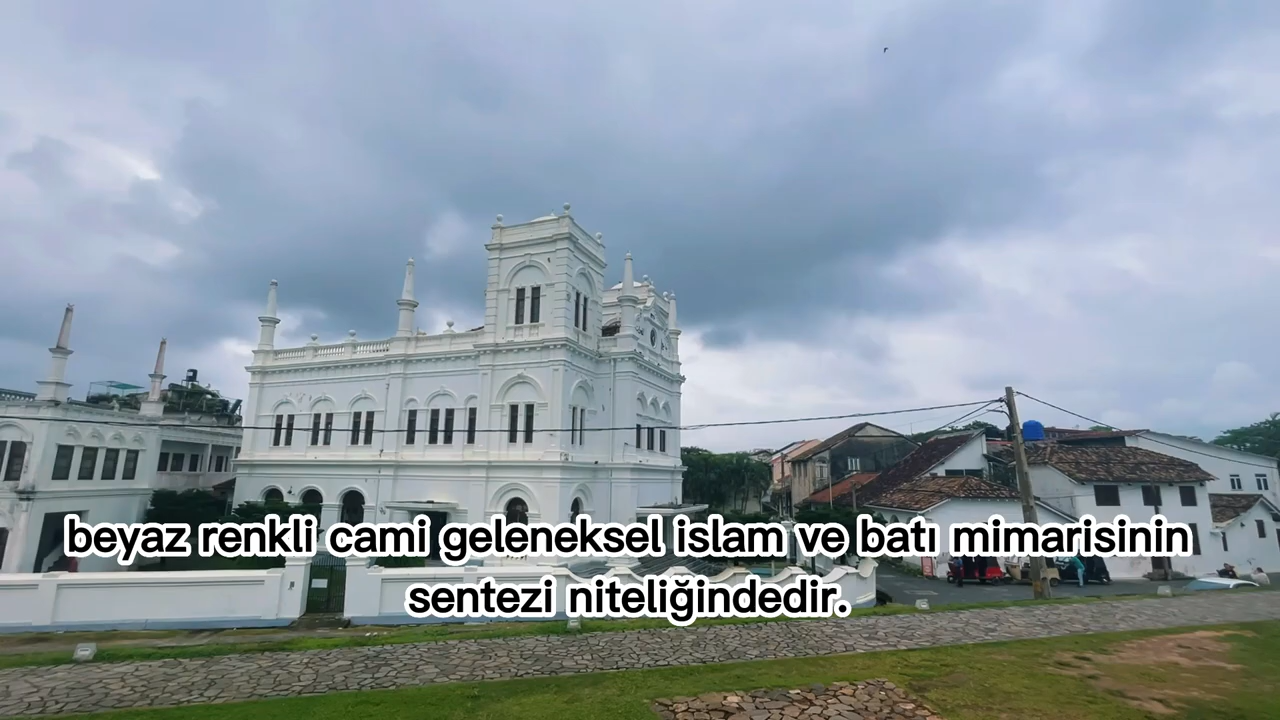 beyaz renkli cami geleneksel islam ve batı mimarisinin
sentezi niteliğindedir.